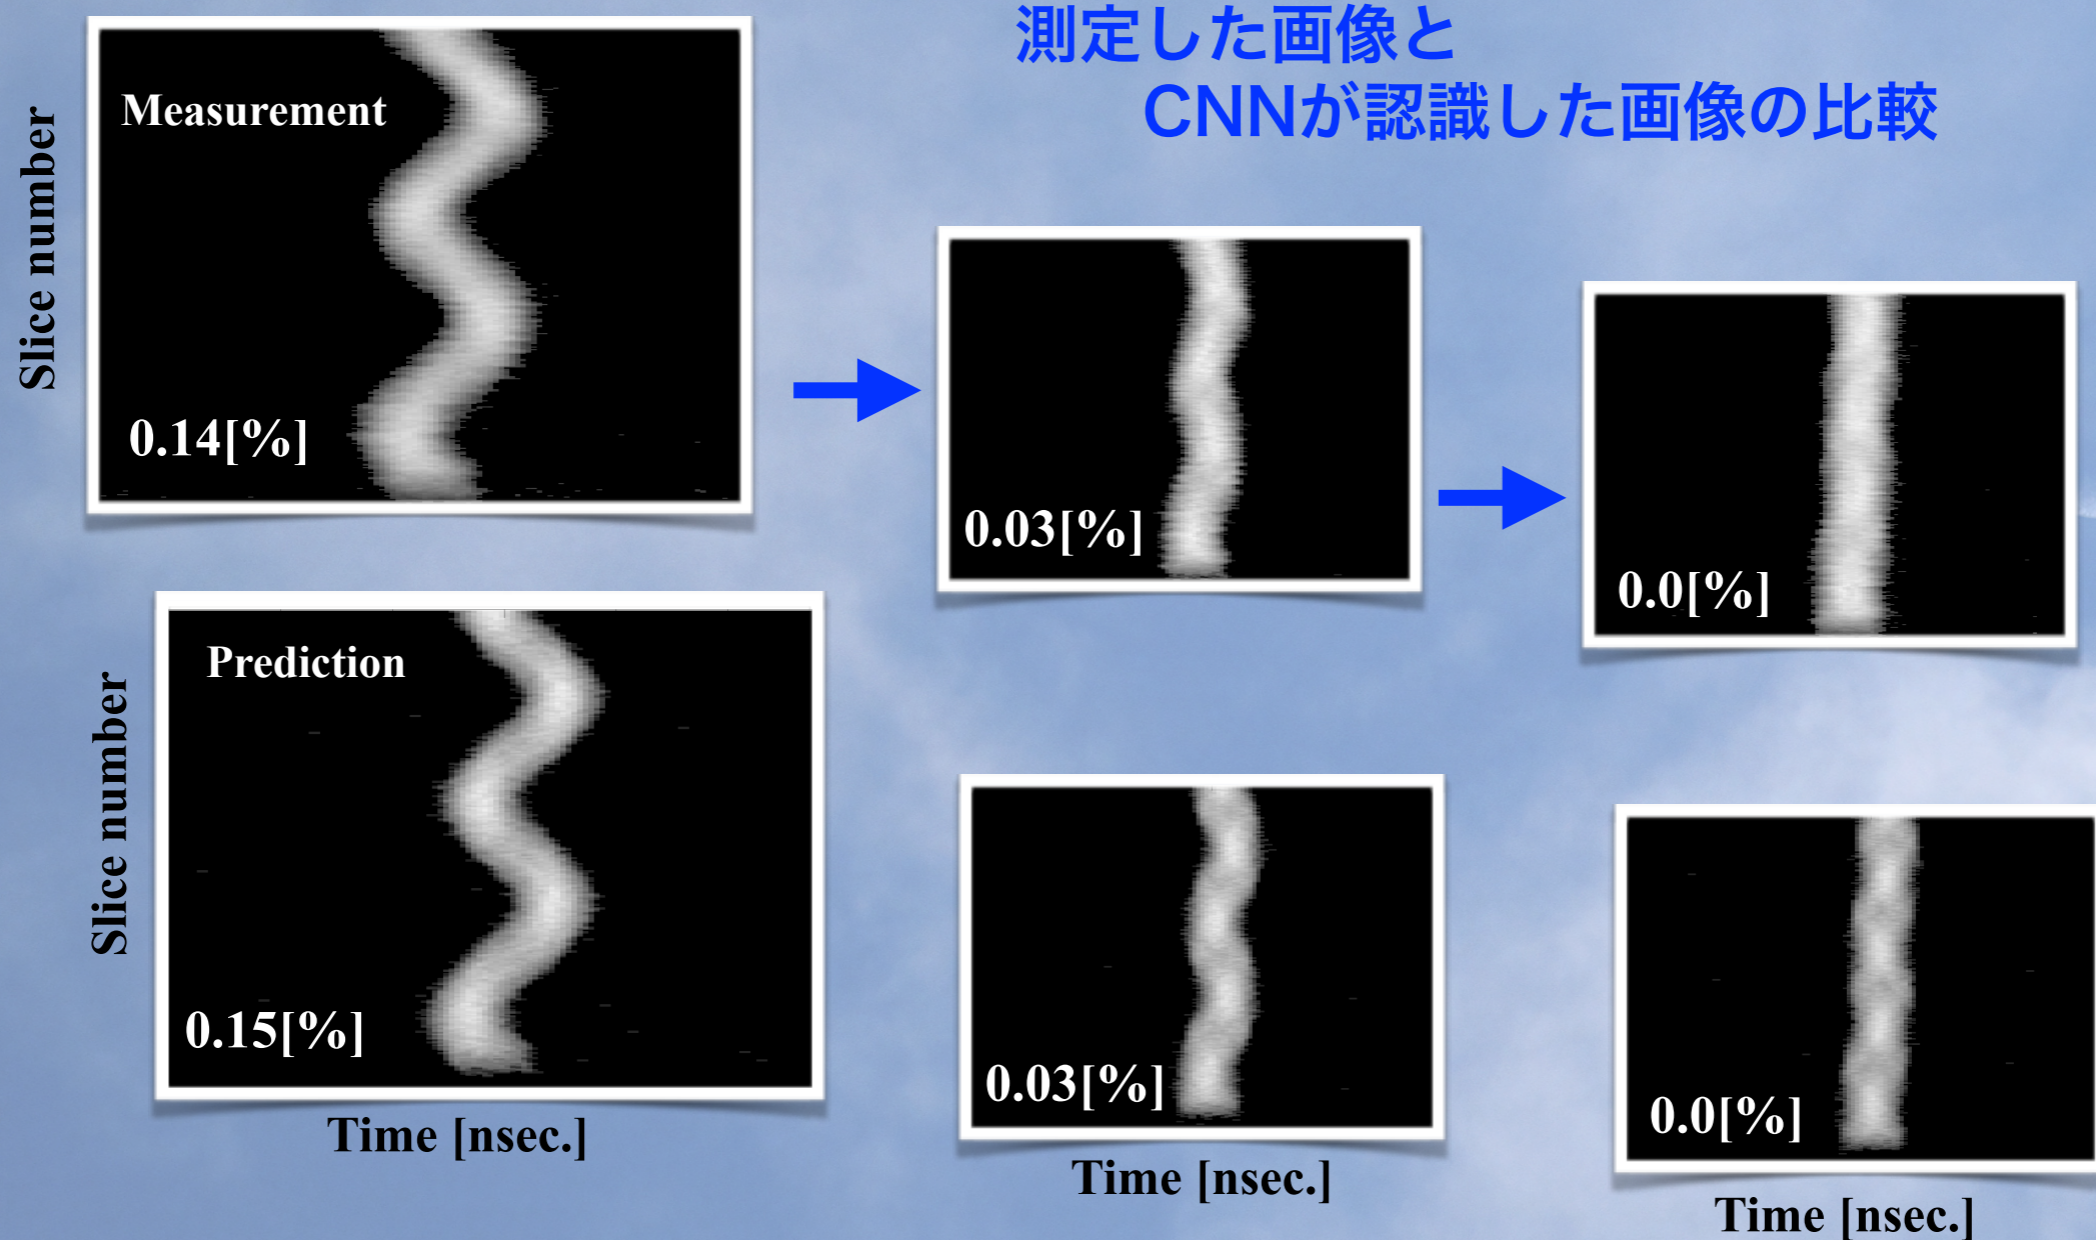 測定した画像と
CNNが認識した画像の比較
Slice number
Measurement
0.14[%]
0.03[%]
0.0[%]
Slice number
Prediction
0.15[%]
0.03[%]
0.0[%]
Time [nsec.]
Time [nsec.]
Time [nsec.]